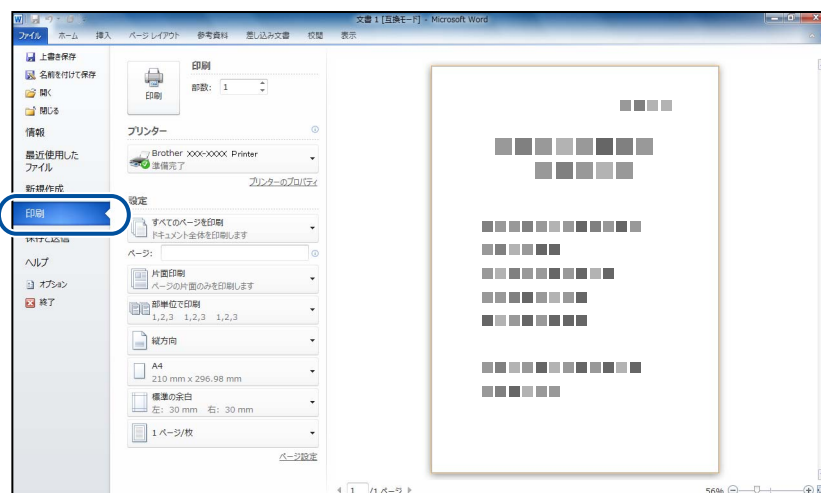 文書 1 [互換モード] - Microsoft Word
ファイル ホーム 挿入 ページ レイアウト 参考資料 差し込み文書 校閲 表示
上書き保存
名前を付けて保存
開く
閉じる
情報
最近使用した
ファイル
新規作成
印刷
保存と送信
ヘルプ
オプション
終了
印刷
印刷
部数: 1
プリンター
Brother XXX-XXXX Printer
準備完了
プリンターのプロパティ
設定
すべてのページを印刷
ドキュメント全体を印刷します
ページ:
片面印刷
ページの片面のみを印刷します
部単位で印刷
1,2,3 1,2,3 1,2,3
縦方向
A4
210 mm x 296.98 mm
標準の余白
左: 30 mm 右: 30 mm
1 ページ/枚
ページ設定
1 /1 ページ
56%